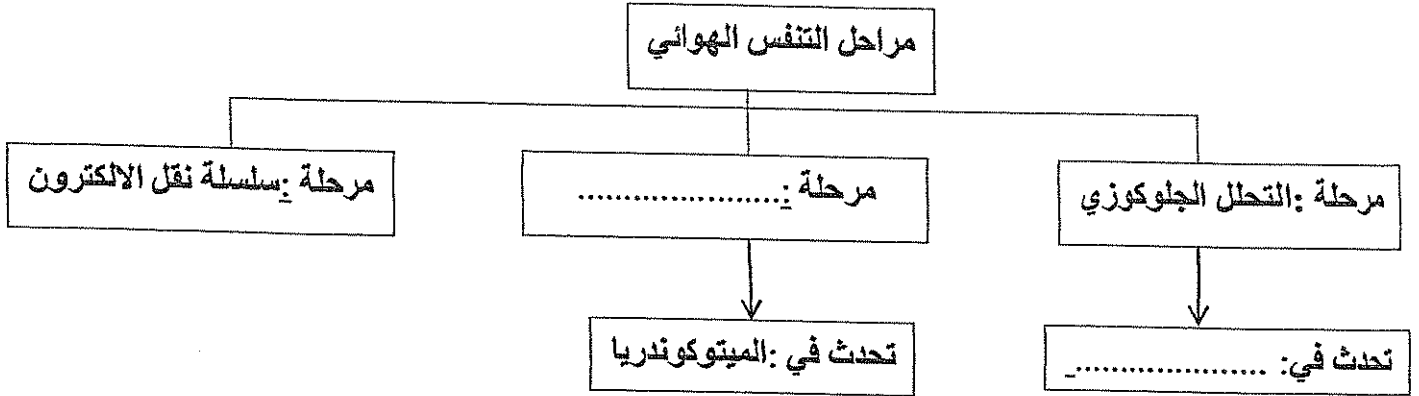 مراحل التنفس الهوائي
مرحلة :التحلل الجلوكوزي
مرحلة :......................
مرحلة :سلسلة نقل الالكترون
تحدث في: .....................
تحدث في :الميتوكوندريا